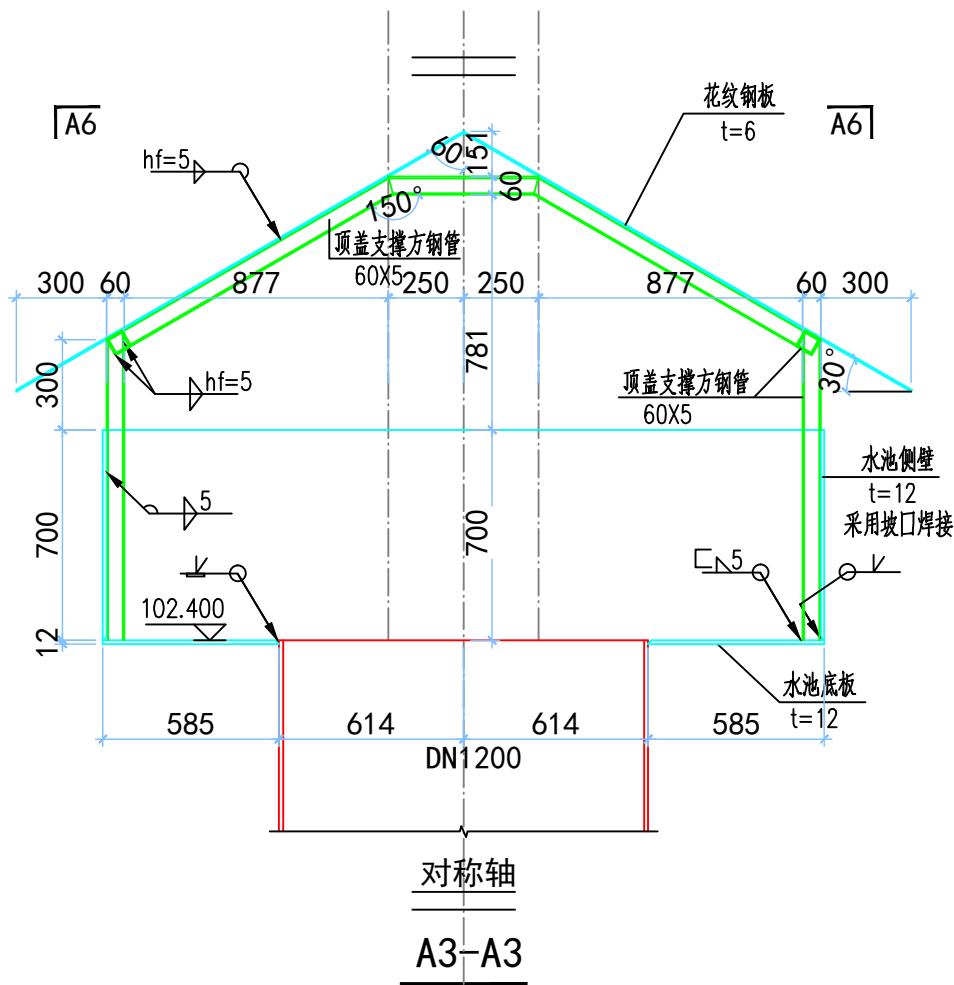 A6
花纹钢板
t=6
A6
hf=5
60
151
60
150°
顶盖支撑方钢管
60X5
300
60
877
250
250
877
60
300
781
300
hf=5
顶盖支撑方钢管
60X5
30°
水池侧壁
t=12
采用坡口焊接
5
700
700
5
102.400
12
水池底板
t=12
585
614
614
585
DN1200
对称轴
A3-A3